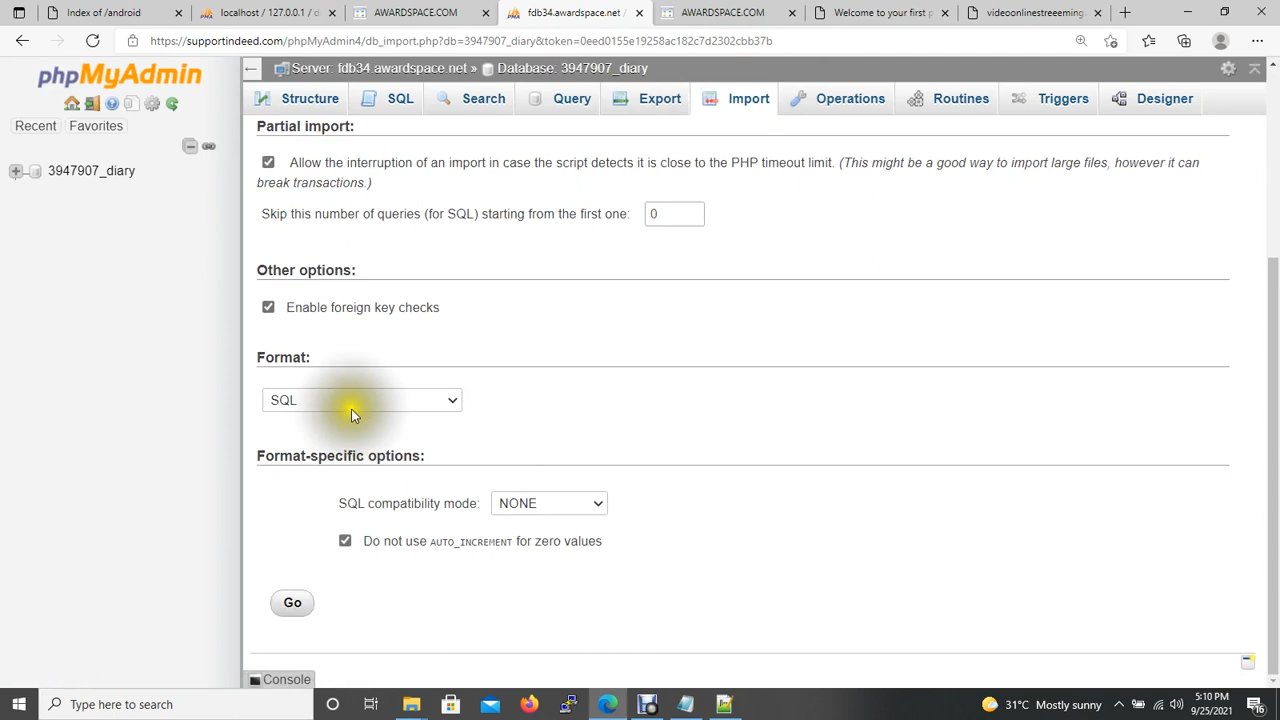 Index of /android
localhost / 127.0.0.1 / d
AWARDSPACE.COM
fdb34.awardspace.net /
AWARDSPACE.COM
Welcome to your first p
videoonlinestreeeming
https://supportindeed.com/phpMyAdmin4/db_import.php?db=3947907_diary&token=0eed0155e19258ac182c7d2302cbb37b
phpMyAdmin
Recent Favorites
3947907_diary
Server: fdb34.awardspace.net » Database: 3947907_diary
Structure SQL Search Query Export Import Operations Routines Triggers Designer
Partial import:
Allow the interruption of an import in case the script detects it is close to the PHP timeout limit. (This might be a good way to import large files, however it can
break transactions.)
Skip this number of queries (for SQL) starting from the first one: 0
Other options:
Enable foreign key checks
Format:
SQL
Format-specific options:
SQL compatibility mode: NONE
Do not use AUTO_INCREMENT for zero values
Go
Console
Type here to search
31°C Mostly sunny
5:10 PM
9/25/2021
16